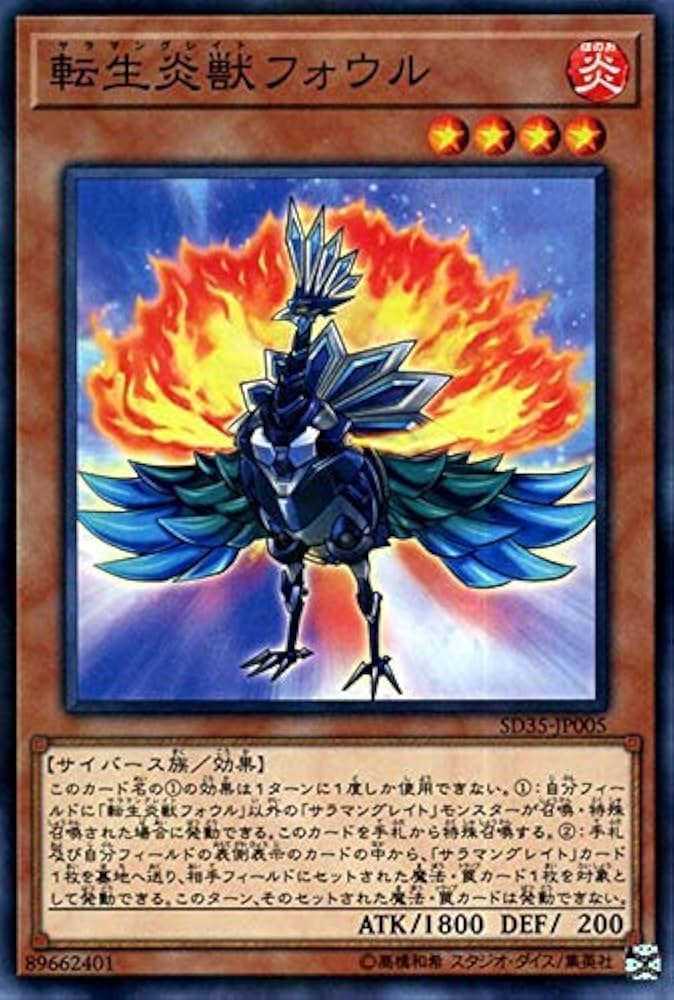 サラマングレイト
転生炎獣フォウル
ほのお
炎
SD35-JP005
【サイバース族/効果】
このカード名の①の効果は1ターンに1度しか使用できない。①:自分フィー
ルドに「転生炎獣フォウル」以外の「サラマングレイト」モンスターが召喚・特殊
召喚された場合に発動できる。このカードを手札から特殊召喚する。②:手札
及び自分フィールドの表側表示のカードの中から、「サラマングレイト」カード
1枚を墓地へ送り、相手フィールドにセットされた魔法・罠カード1枚を対象と
して発動できる。このターン、そのセットされた魔法・罠カードは発動できない。
ATK/1800 DEF/ 200
89662401
©高橋和希 スタジオ・ダイス/集英社